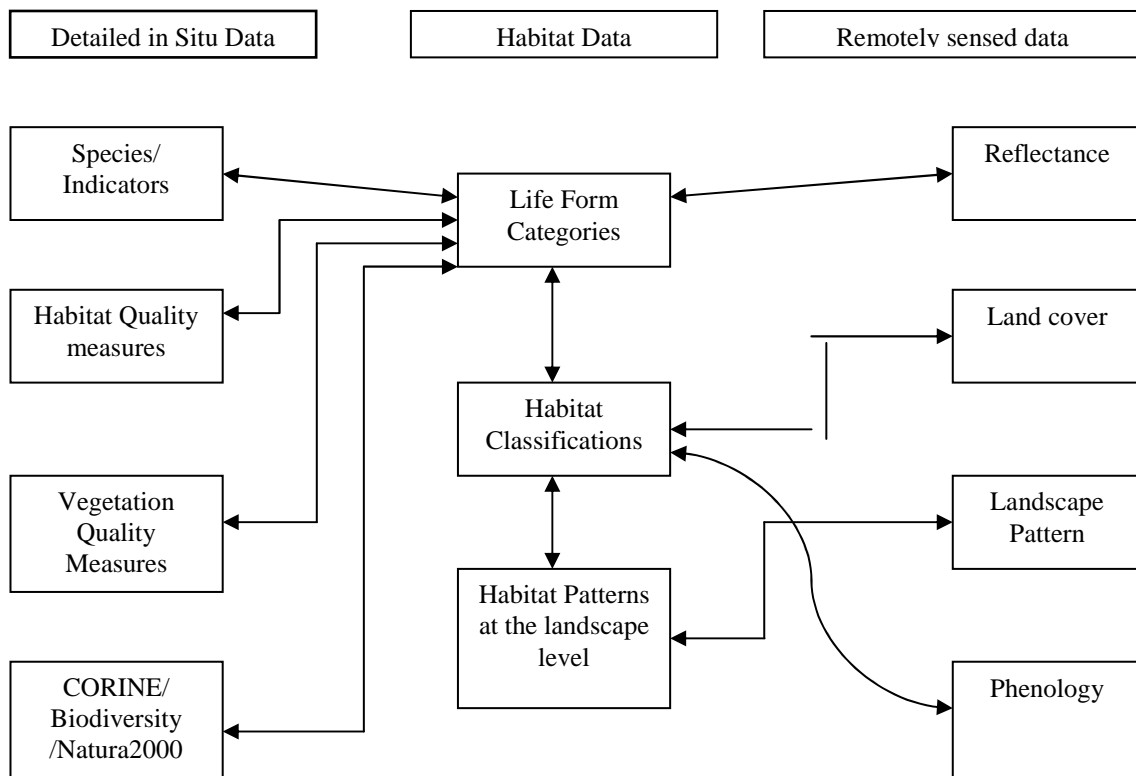 Detailed in Situ Data
Habitat Data
Remotely sensed data
Species/
Indicators
Habitat Quality
measures
Vegetation
Quality
Measures
CORINE/
Biodiversity
/Natura2000
Life Form
Categories
Habitat
Classifications
Habitat Patterns
at the landscape
level
Reflectance
Land cover
Landscape
Pattern
Phenology